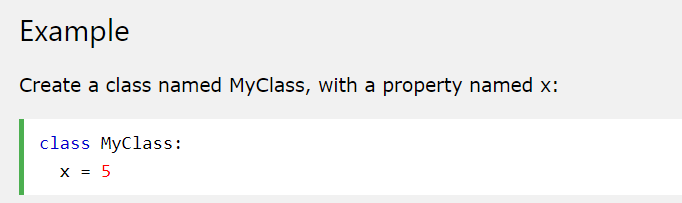 Example
Create a class named MyClass, with a property named x:
class MyClass:
  x = 5